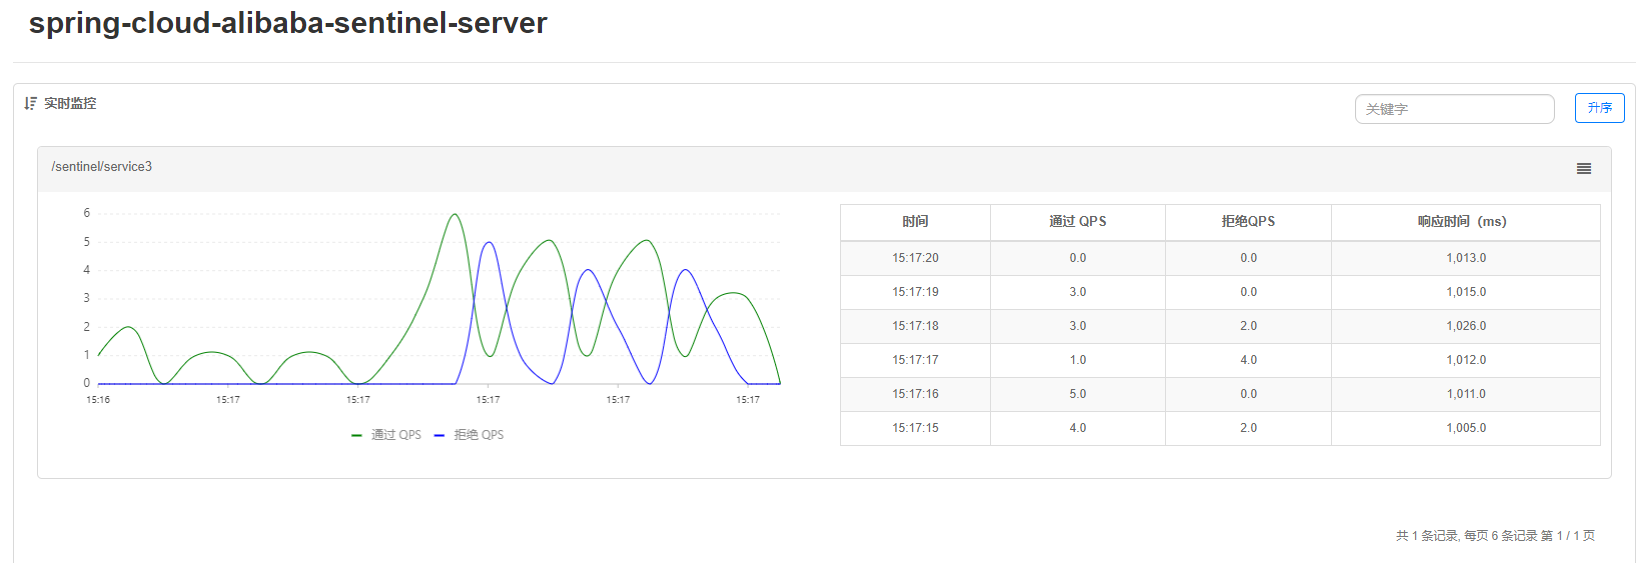 spring-cloud-alibaba-sentinel-server
实时监控
关键字
升序
/sentinel/service3
6
5
4
3
2
1
0
15:16 15:17 15:17 15:17 15:17 15:17
通过 QPS 拒绝 QPS
时间 通过 QPS 拒绝QPS 响应时间（ms）
15:17:20 0.0 0.0 1,013.0
15:17:19 3.0 0.0 1,015.0
15:17:18 3.0 2.0 1,026.0
15:17:17 1.0 4.0 1,012.0
15:17:16 5.0 0.0 1,011.0
15:17:15 4.0 2.0 1,005.0
共 1 条记录, 每页 6 条记录 第 1 / 1 页